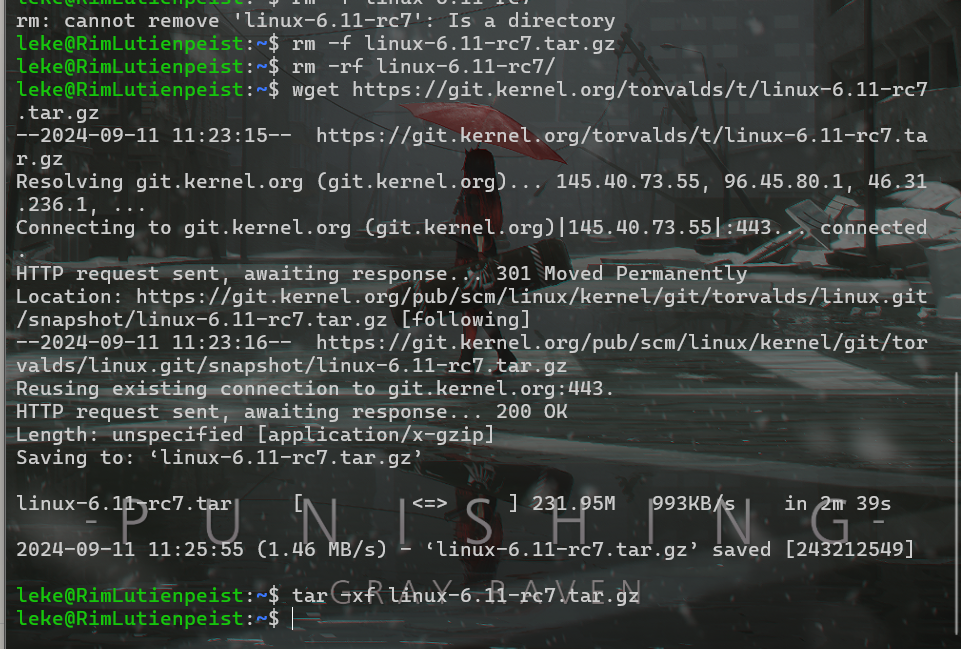 rm: cannot remove 'linux-6.11-rc7': Is a directory
leke@RimLutienpeist:~$ rm -f linux-6.11-rc7.tar.gz
leke@RimLutienpeist:~$ rm -rf linux-6.11-rc7/
leke@RimLutienpeist:~$ wget https://git.kernel.org/torvalds/t/linux-6.11-rc7
.tar.gz
--2024-09-11 11:23:15--  https://git.kernel.org/torvalds/t/linux-6.11-rc7.ta
r.gz
Resolving git.kernel.org (git.kernel.org)... 145.40.73.55, 96.45.80.1, 46.31
.236.1, ...
Connecting to git.kernel.org (git.kernel.org)|145.40.73.55|:443... connected
.
HTTP request sent, awaiting response... 301 Moved Permanently
Location: https://git.kernel.org/pub/scm/linux/kernel/git/torvalds/linux.git
/snapshot/linux-6.11-rc7.tar.gz [following]
--2024-09-11 11:23:16--  https://git.kernel.org/pub/scm/linux/kernel/git/tor
valds/linux.git/snapshot/linux-6.11-rc7.tar.gz
Reusing existing connection to git.kernel.org:443.
HTTP request sent, awaiting response... 200 OK
Length: unspecified [application/x-gzip]
Saving to: ‘linux-6.11-rc7.tar.gz’
linux-6.11-rc7.tar     [         <=>     ] 231.95M   993KB/s    in 2m 39s
-PUNISHING-
2024-09-11 11:25:55 (1.46 MB/s) - ‘linux-6.11-rc7.tar.gz’ saved [243212549]
GRAY RAVEN
leke@RimLutienpeist:~$ tar -xf linux-6.11-rc7.tar.gz
leke@RimLutienpeist:~$